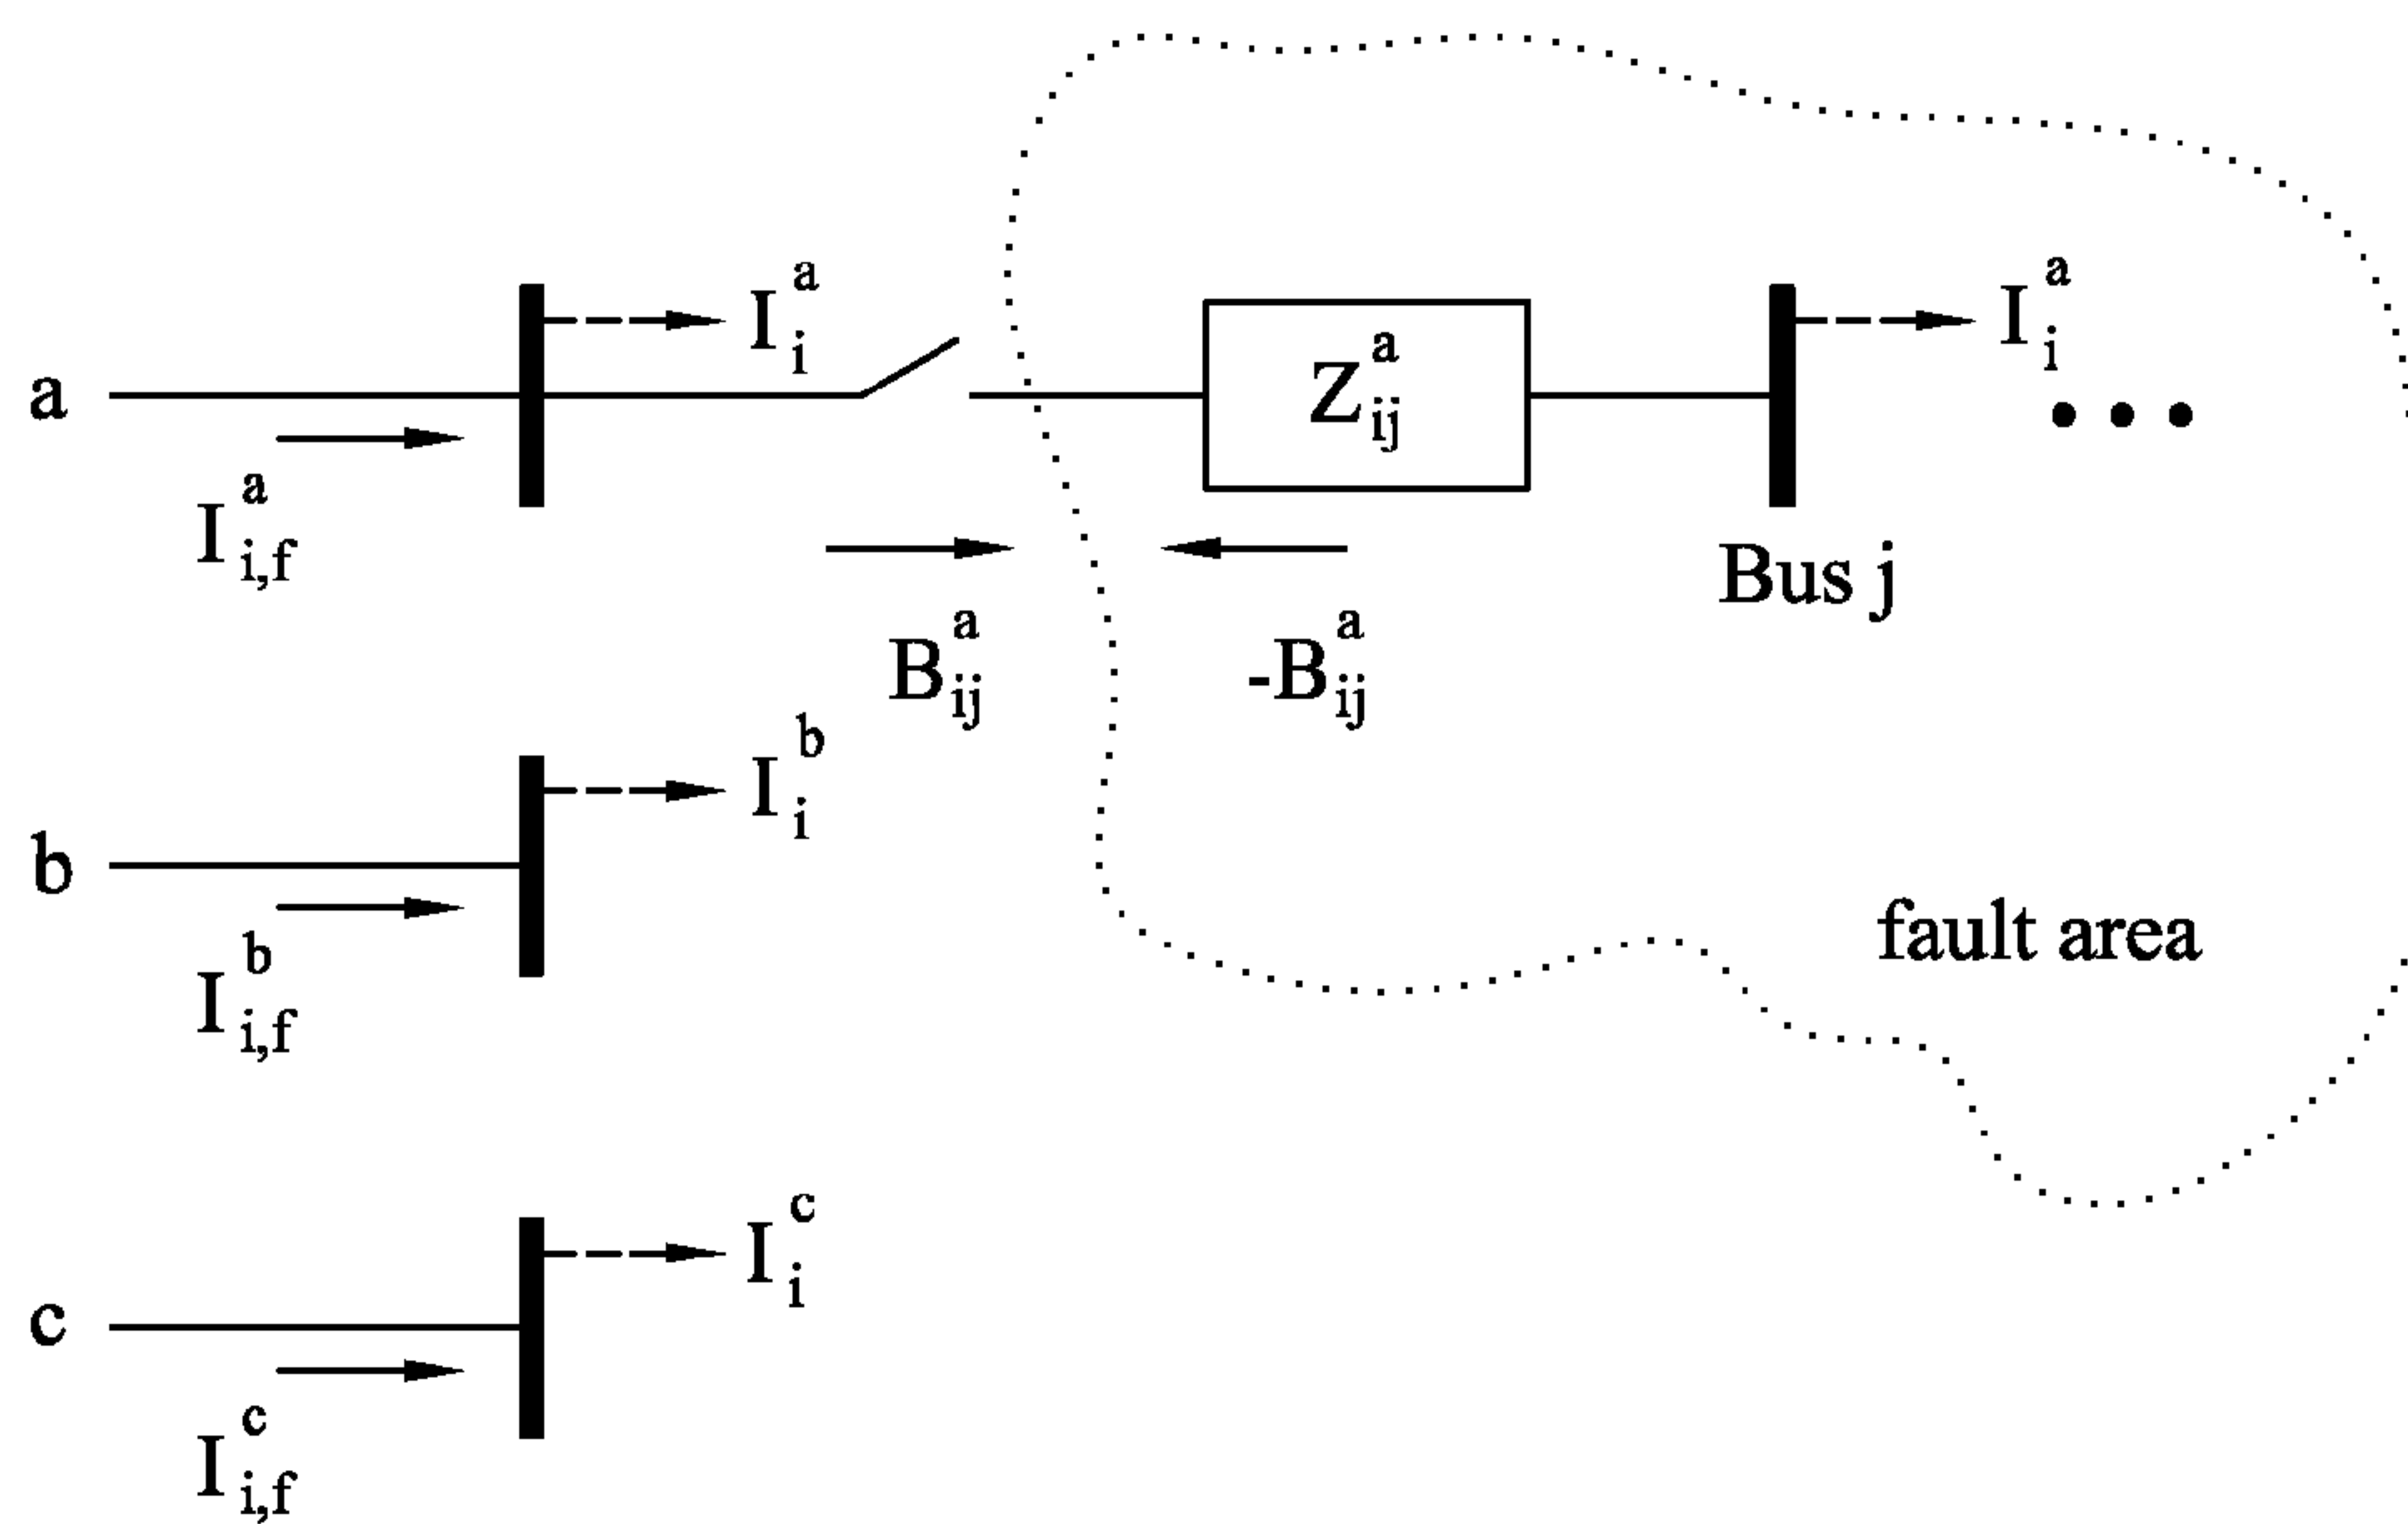 I_i^a
I_i^a
a
Z_ij^a
I_i,f^a
Bus j
B_ij^a
-B_ij^a
I_i^b
b
fault area
I_i,f^b
I_i^c
c
I_i,f^c